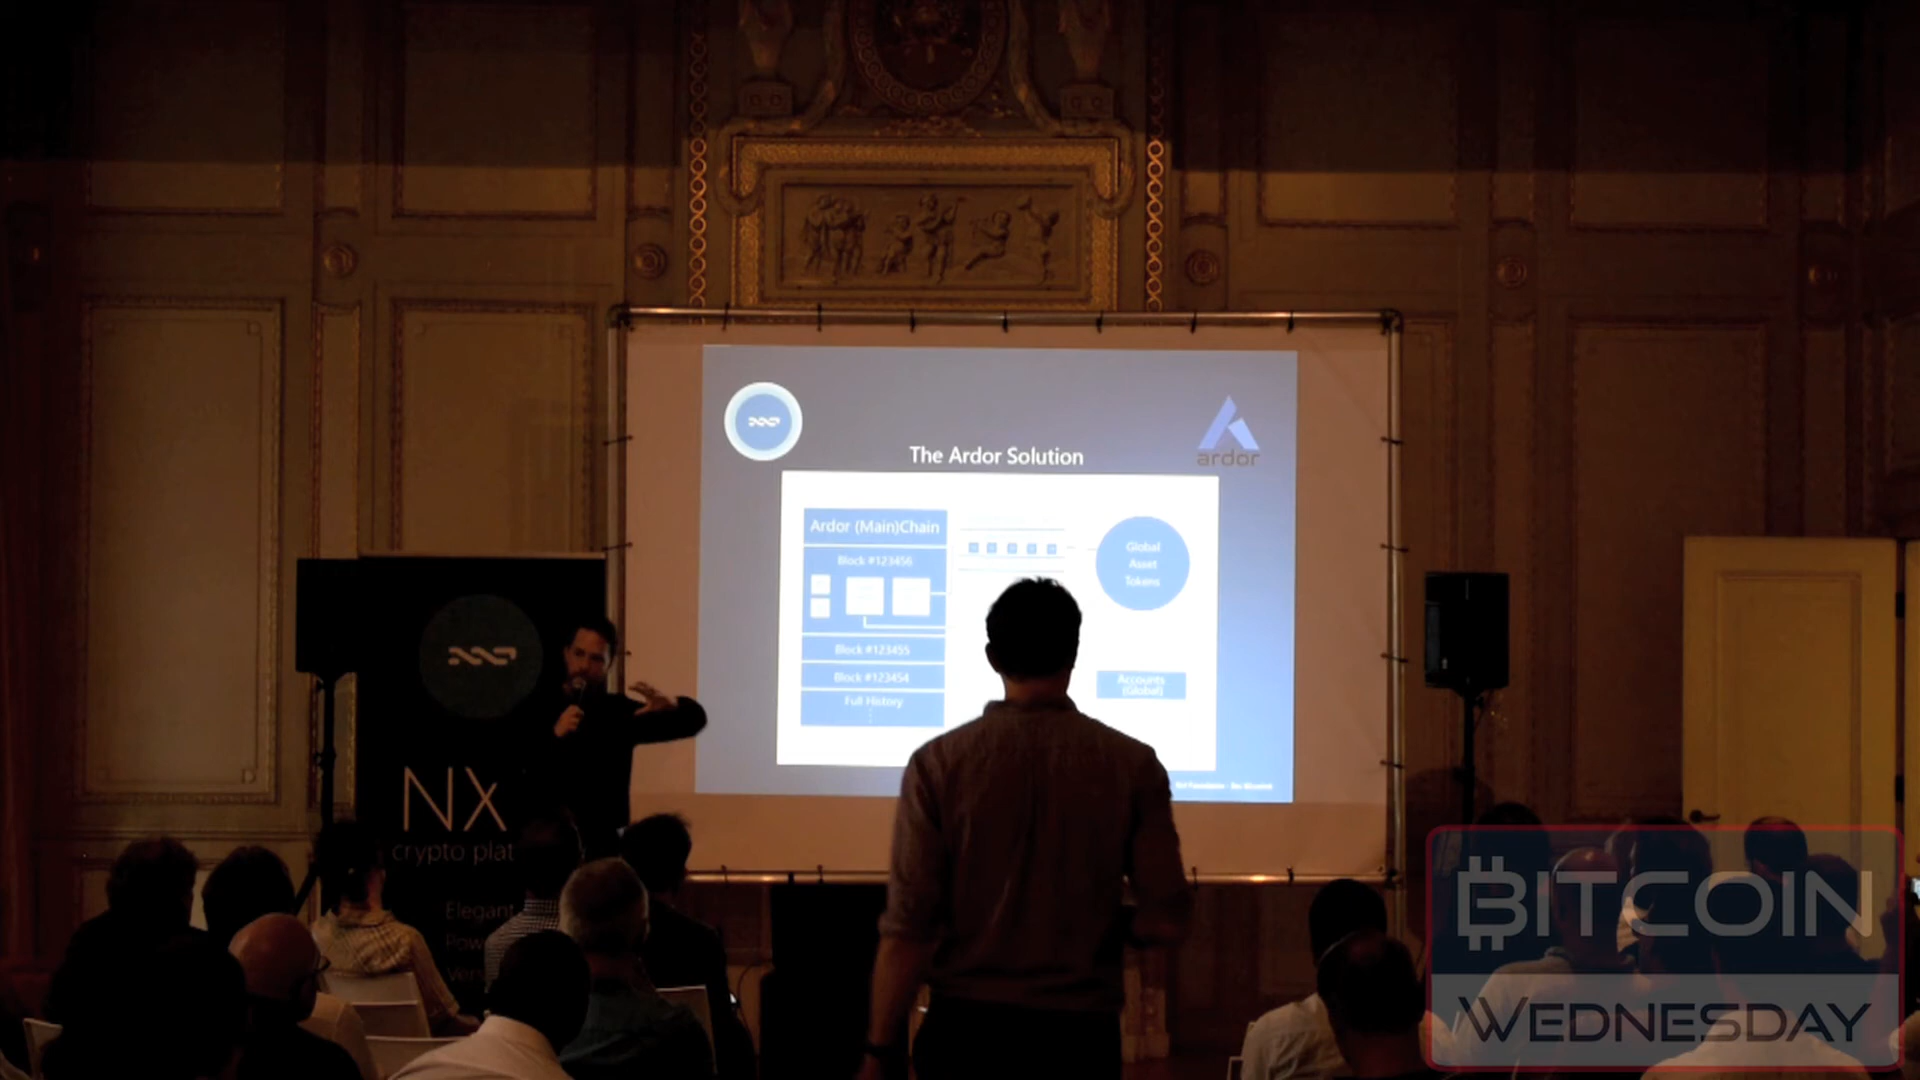 The Ardor Solution
ardor
Ardor (Main)Chain
Block #123456
Block #123455
Block #123454
Full History
Global
Asset
Tokens
Accounts
(Global)
NX
crypto plat
Elegant
BITCOIN
WEDNESDAY